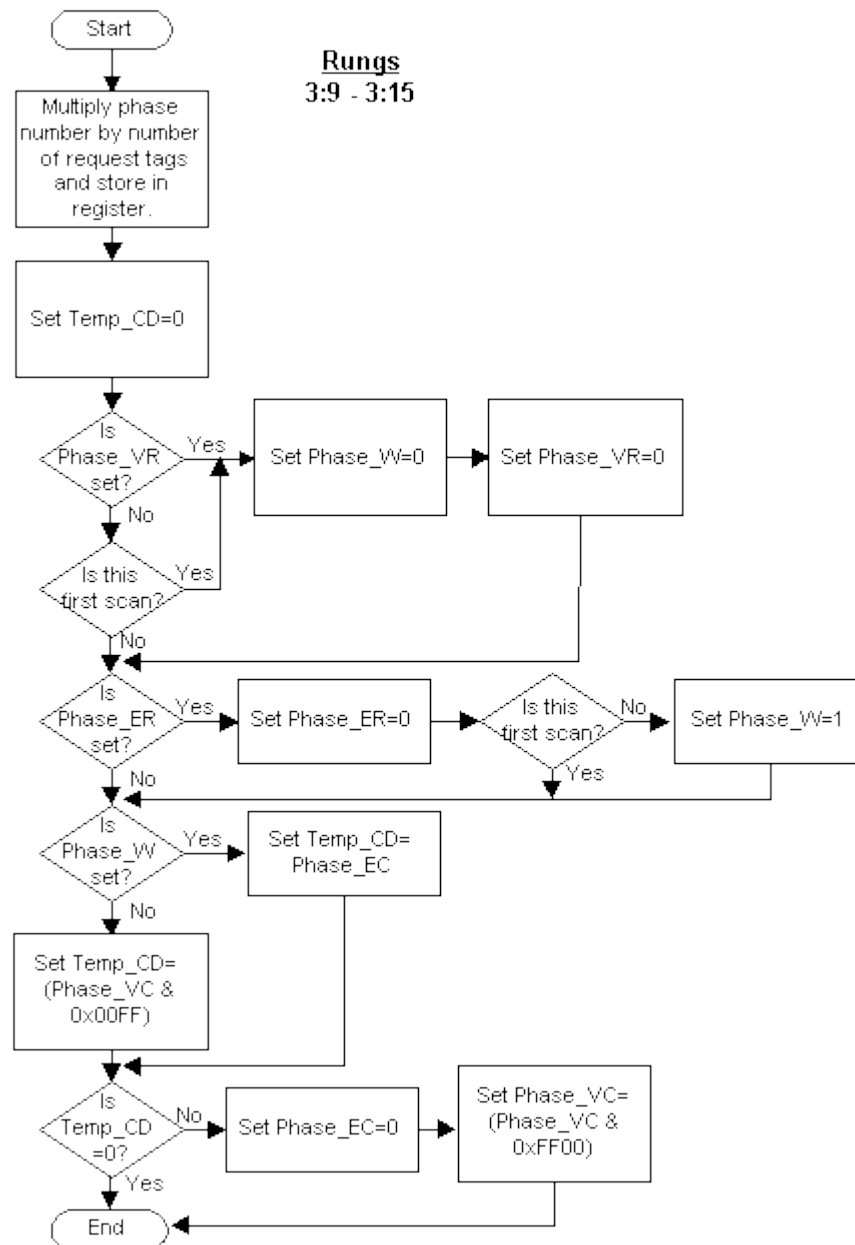 Start
Rungs
3:9 - 3:15
Multiply phase
number by number
of request tags
and store in
register.
Set Temp_CD=0
Is
Phase_VR
set?
Yes
Set Phase_W=0
Set Phase_VR=0
No
Is this
first scan?
Yes
No
Is
Phase_ER
set?
Yes
Set Phase_ER=0
Is this
first scan?
No
Set Phase_W=1
Yes
No
Is
Phase_W
set?
Yes
Set Temp_CD=
Phase_EC
No
Set Temp_CD=
(Phase_VC &
0x00FF)
Is
Temp_CD
=0?
No
Set Phase_EC=0
Set Phase_VC=
(Phase_VC &
0xFF00)
Yes
End